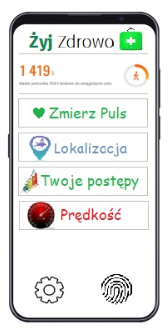 Żyj Zdrowo
1 419
Zmierz Puls
Lokalizccja
Twoje postępy
Prędkość